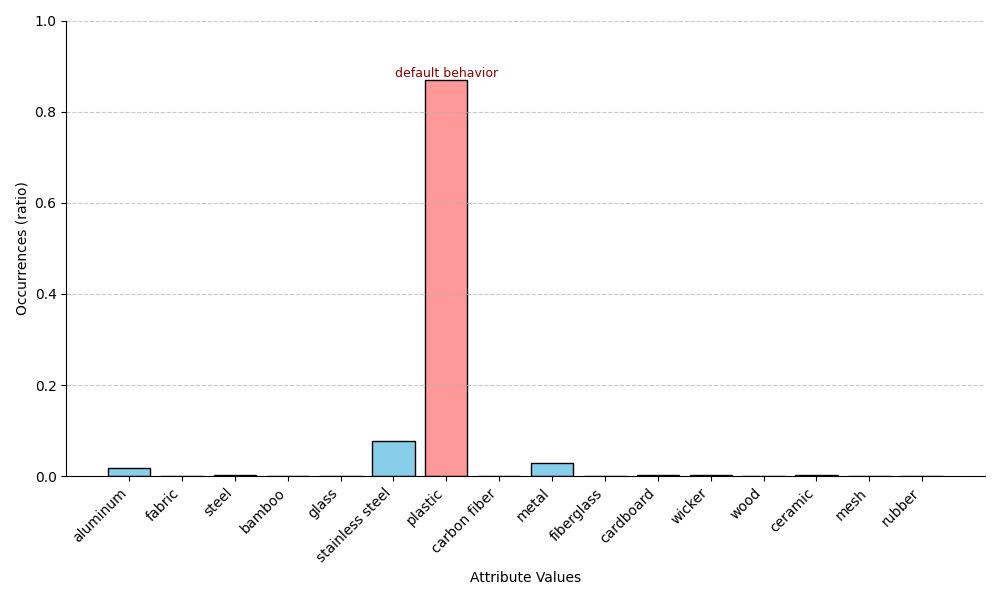 1.0
default behavior
0.8
0.6
0.4
0.2
0.0
Occurrences (ratio)
aluminum
fabric
steel
bamboo
glass
stainless steel
plastic
carbon fiber
metal
fiberglass
cardboard
wicker
wood
ceramic
mesh
rubber
Attribute Values